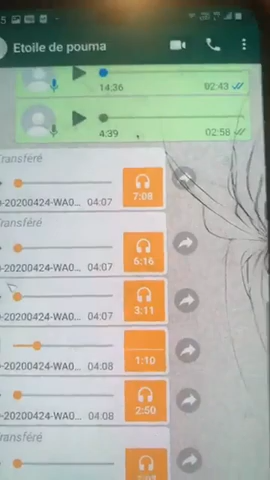 Etoile de pouma
14:36 02:43
4:39 02:58
Transféré
7:08
-20200424-WA0... 04:07
Transféré
6:16
-20200424-WA0... 04:07
3:11
-20200424-WA0... 04:07
1:10
-20200424-WA0... 04:08
2:50
-20200424-WA0... 04:08
Transféré